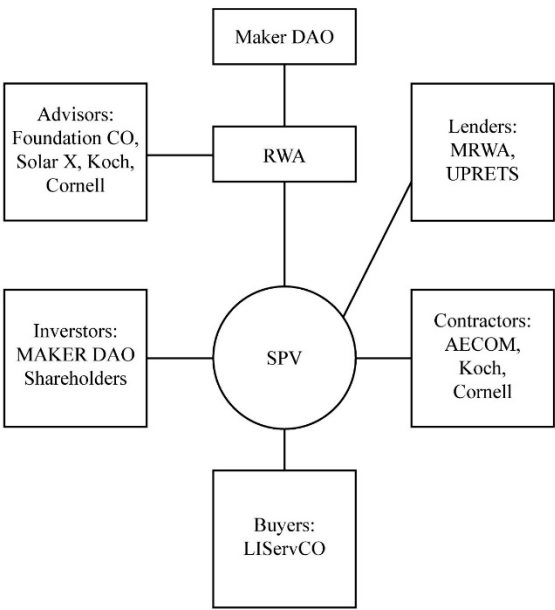 Maker DAO
Advisors:
Foundation CO,
Solar X, Koch,
Cornell
RWA
Lenders:
MRWA,
UPRETS
Inverstors:
MAKER DAO
Shareholders
SPV
Contractors:
AECOM,
Koch,
Cornell
Buyers:
LIServCO